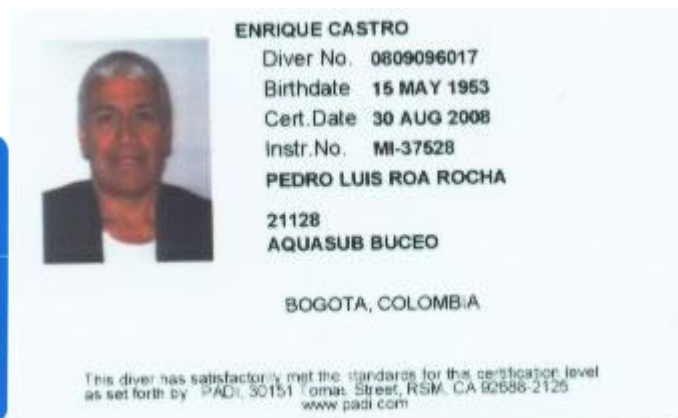 ENRIQUE CASTRO
Diver No. 0809096017
Birthdate 15 MAY 1953
Cert.Date 30 AUG 2008
Instr.No. MI-37528
PEDRO LUIS ROA ROCHA
21128
AQUASUB BUCEO
BOGOTA, COLOMBIA
This diver has satisfactorily met the standards for this certification level
as set forth by PADI, 30151 Tomas Street, RSM, CA 92688-2125
www.padi.com